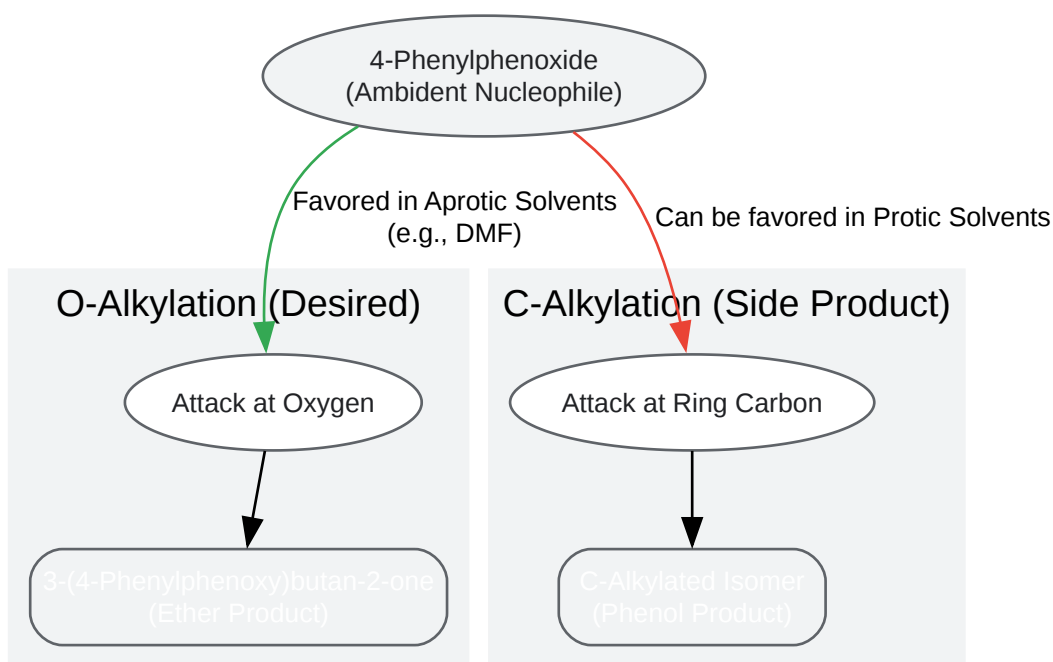 4-Phenylphenoxide
(Ambident Nucleophile)
Favored in Aprotic Solvents
(e.g., DMF)
Can be favored in Protic Solvents
O-Alkylation (Desired)
C-Alkylation (Side Product)
Attack at Oxygen
Attack at Ring Carbon
3-(4-Phenylphenoxy)butan-2-one
(Ether Product)
C-Alkylated Isomer
(Phenol Product)